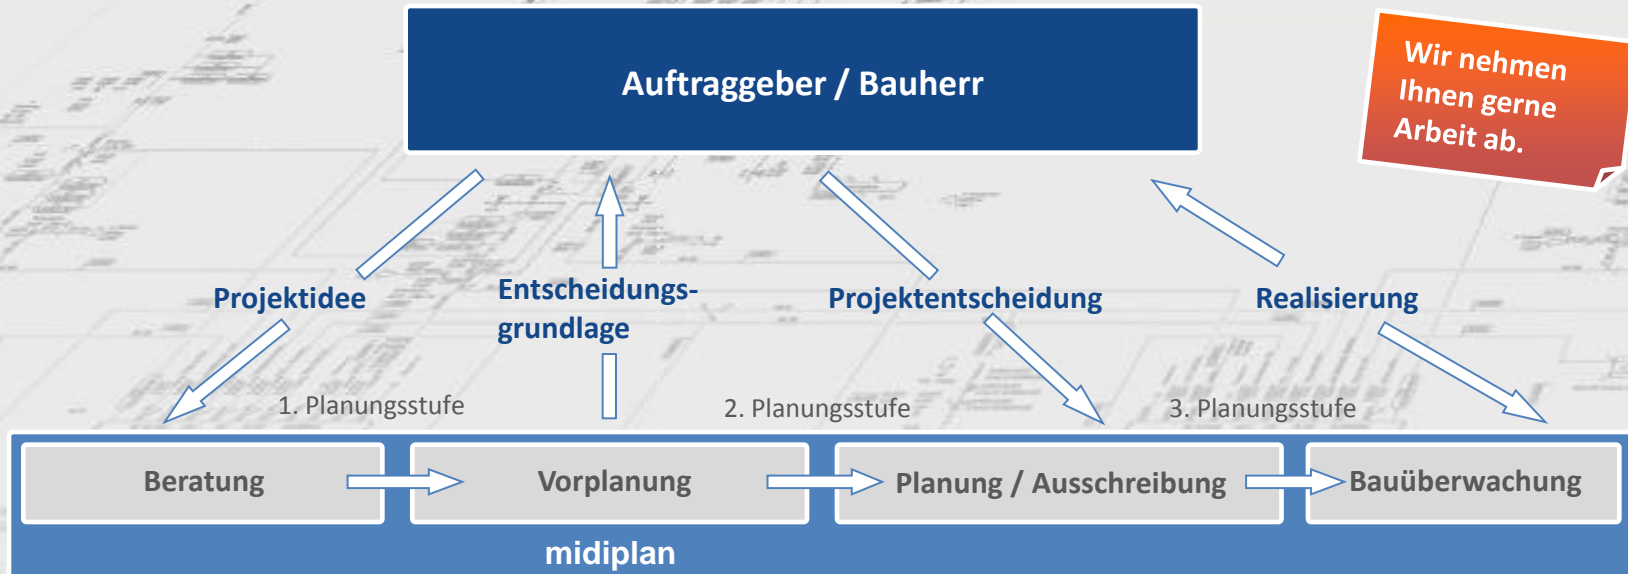 Auftraggeber / Bauherr
Wir nehmen
Ihnen gerne
Arbeit ab.
Projektidee
Entscheidungs-
grundlage
Projektentscheidung
Realisierung
1. Planungsstufe
2. Planungsstufe
3. Planungsstufe
Beratung
Vorplanung
Planung / Ausschreibung
Bauüberwachung
midiplan